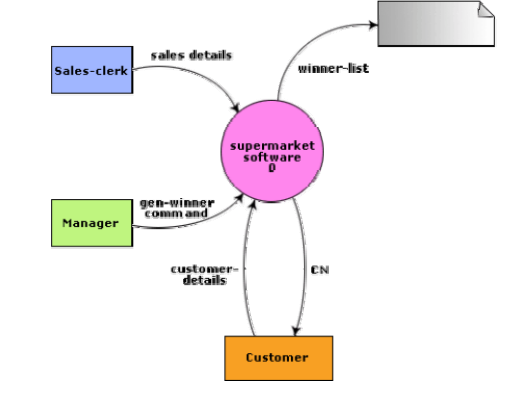 sales details
Sales-clerk
winner-list
supermarket
software
0
gen-winner
command
Manager
customer-
details
CN
Customer